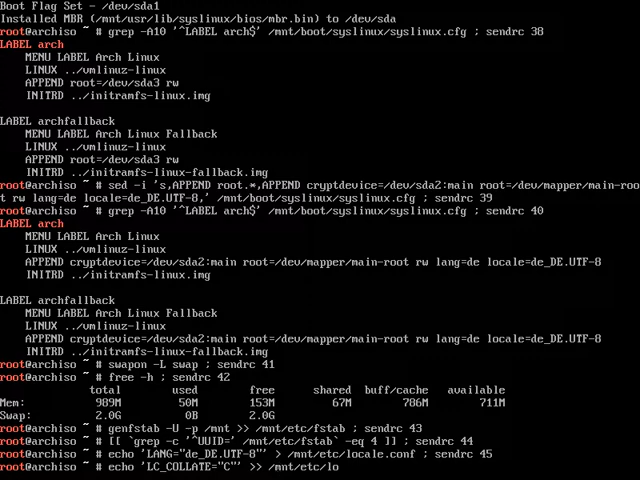 Boot Flag Set - /dev/sda1
Installed MBR (/mnt/usr/lib/syslinux/bios/mbr.bin) to /dev/sda
root@archiso ~ # grep -A10 '^LABEL arch$' /mnt/boot/syslinux/syslinux.cfg ; sendrc 38
LABEL arch
    MENU LABEL Arch Linux
    LINUX ../vmlinuz-linux
    APPEND root=/dev/sda3 rw
    INITRD ../initramfs-linux.img

LABEL archfallback
    MENU LABEL Arch Linux Fallback
    LINUX ../vmlinuz-linux
    APPEND root=/dev/sda3 rw
    INITRD ../initramfs-linux-fallback.img
root@archiso ~ # sed -i 's,APPEND root.*,APPEND cryptdevice=/dev/sda2:main root=/dev/mapper/main-roo
t rw lang=de locale=de_DE.UTF-8,' /mnt/boot/syslinux/syslinux.cfg ; sendrc 39
root@archiso ~ # grep -A10 '^LABEL arch$' /mnt/boot/syslinux/syslinux.cfg ; sendrc 40
LABEL arch
    MENU LABEL Arch Linux
    LINUX ../vmlinuz-linux
    APPEND cryptdevice=/dev/sda2:main root=/dev/mapper/main-root rw lang=de locale=de_DE.UTF-8
    INITRD ../initramfs-linux.img

LABEL archfallback
    MENU LABEL Arch Linux Fallback
    LINUX ../vmlinuz-linux
    APPEND cryptdevice=/dev/sda2:main root=/dev/mapper/main-root rw lang=de locale=de_DE.UTF-8
    INITRD ../initramfs-linux-fallback.img
root@archiso ~ # swapon -L swap ; sendrc 41
root@archiso ~ # free -h ; sendrc 42
              total        used        free      shared  buff/cache   available
Mem:           989M         50M        153M         67M        786M        711M
Swap:          2.0G          0B        2.0G
root@archiso ~ # genfstab -U -p /mnt >> /mnt/etc/fstab ; sendrc 43
root@archiso ~ # [[ `grep -c '^UUID=' /mnt/etc/fstab` -eq 4 ]] ; sendrc 44
root@archiso ~ # echo 'LANG="de_DE.UTF-8"' > /mnt/etc/locale.conf ; sendrc 45
root@archiso ~ # echo 'LC_COLLATE="C"' >> /mnt/etc/lo